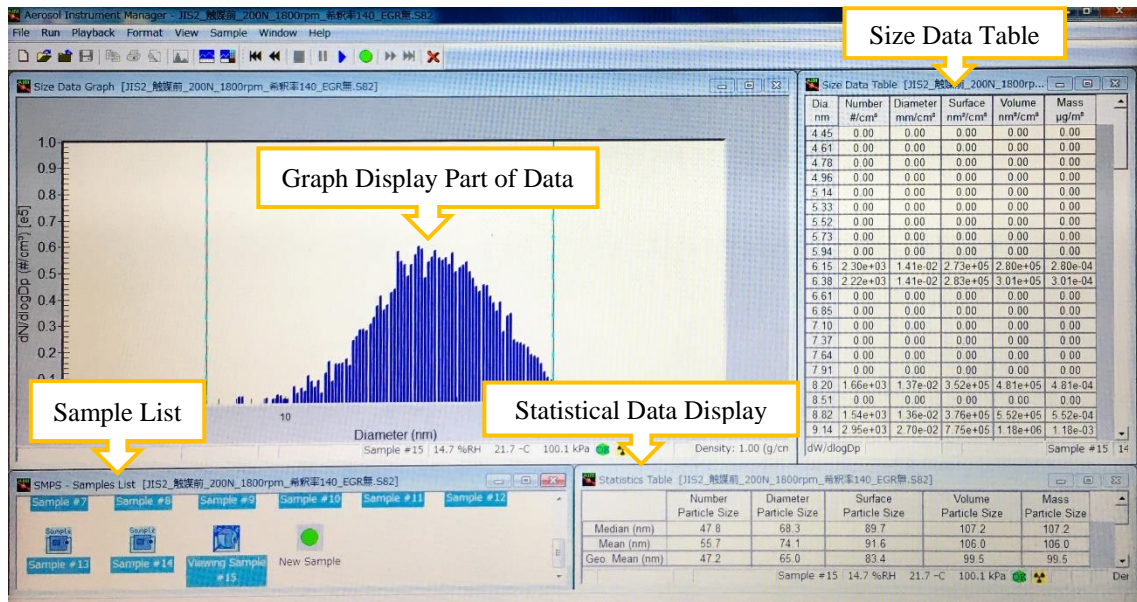 Aerosol Instrument Manager - JIS2_触媒前_200N_1800rpm_希釈率140_EGR無.S82]
File Run Playback Format View Sample Window Help
Size Data Table
Size Data Graph [JIS2_触媒前_200N_1800rpm_希釈率140_EGR無.S82]
Size Data Table [JIS2_触媒前_200N_1800rp...
Dia Number Diameter Surface Volume Mass
nm #/cm³ mm/cm³ nm²/cm³ nm³/cm³ µg/m³
4.45 0.00 0.00 0.00 0.00 0.00
4.61 0.00 0.00 0.00 0.00 0.00
4.78 0.00 0.00 0.00 0.00 0.00
4.96 0.00 0.00 0.00 0.00 0.00
5.14 0.00 0.00 0.00 0.00 0.00
5.33 0.00 0.00 0.00 0.00 0.00
5.52 0.00 0.00 0.00 0.00 0.00
5.73 0.00 0.00 0.00 0.00 0.00
5.94 0.00 0.00 0.00 0.00 0.00
6.15 2.30e+03 1.41e-02 2.73e+05 2.80e+05 2.80e-04
6.38 2.22e+03 1.41e-02 2.83e+05 3.01e+05 3.01e-04
6.61 0.00 0.00 0.00 0.00 0.00
6.85 0.00 0.00 0.00 0.00 0.00
7.10 0.00 0.00 0.00 0.00 0.00
7.37 0.00 0.00 0.00 0.00 0.00
7.64 0.00 0.00 0.00 0.00 0.00
7.91 0.00 0.00 0.00 0.00 0.00
8.20 1.66e+03 1.37e-02 3.52e+05 4.81e+05 4.81e-04
8.51 0.00 0.00 0.00 0.00 0.00
8.82 1.54e+03 1.36e-02 3.76e+05 5.52e+05 5.52e-04
9.14 2.95e+03 2.70e-02 7.75e+05 1.18e+06 1.18e-03
dW/dlogDp Sample #15 14
Graph Display Part of Data
dN/dlogDp (#/cm³) [e5]
1.0
0.9
0.8
0.7
0.6
0.5
0.4
0.3
0.2
0.1
10
Diameter (nm)
Sample #15 14.7 %RH 21.7 ~C 100.1 kPa Density: 1.00 (g/cn
Sample List
Statistical Data Display
SMPS - Samples List [JIS2_触媒前_200N_1800rpm_希釈率140_EGR無.S82]
Sample #7 Sample #8 Sample #9 Sample #10 Sample #11 Sample #12
Sample #13 Sample #14 Viewing Sample #15 New Sample
Statistics Table [JIS2_触媒前_200N_1800rpm_希釈率140_EGR無.S82]
Number Diameter Surface Volume Mass
Particle Size Particle Size Particle Size Particle Size Particle Size
Median (nm) 47.8 68.3 89.7 107.2 107.2
Mean (nm) 55.7 74.1 91.6 106.0 106.0
Geo. Mean (nm) 47.2 65.0 83.4 99.5 99.5
Sample #15 14.7 %RH 21.7 ~C 100.1 kPa Der